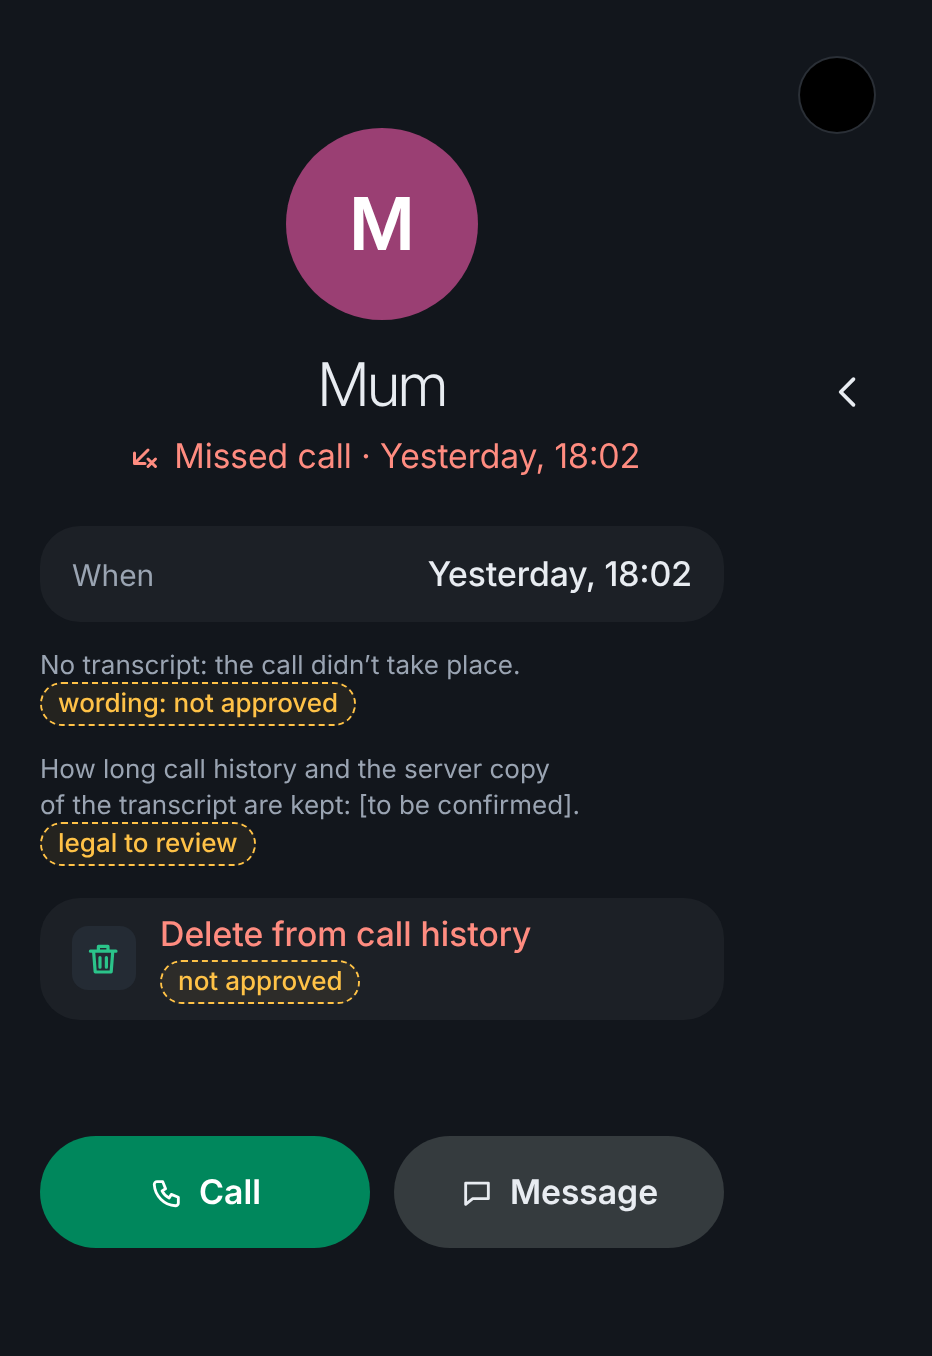 M
Mum
Missed call · Yesterday, 18:02
When Yesterday, 18:02
No transcript: the call didn’t take place.
wording: not approved
How long call history and the server copy
of the transcript are kept: [to be confirmed].
legal to review
Delete from call history
not approved
Call Message